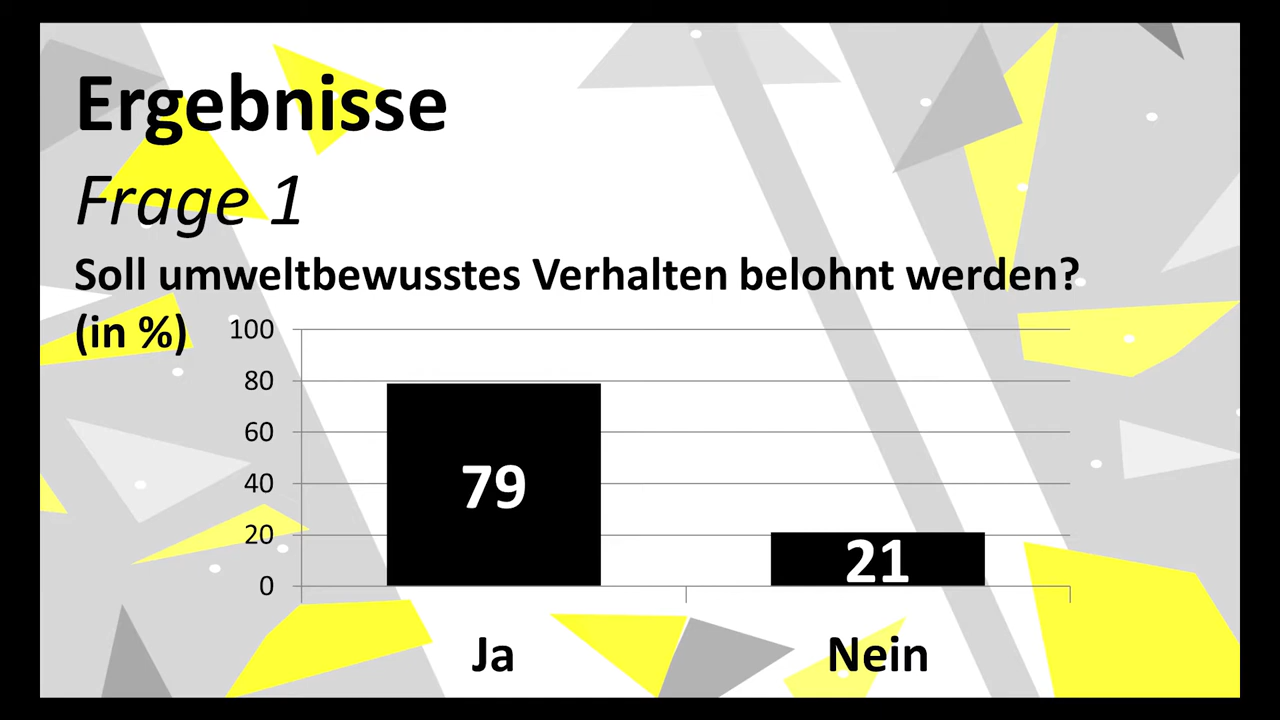 Ergebnisse
Frage 1
Soll umweltbewusstes Verhalten belohnt werden?
(in %)
100
80
60
40
20
0
79
21
Ja
Nein